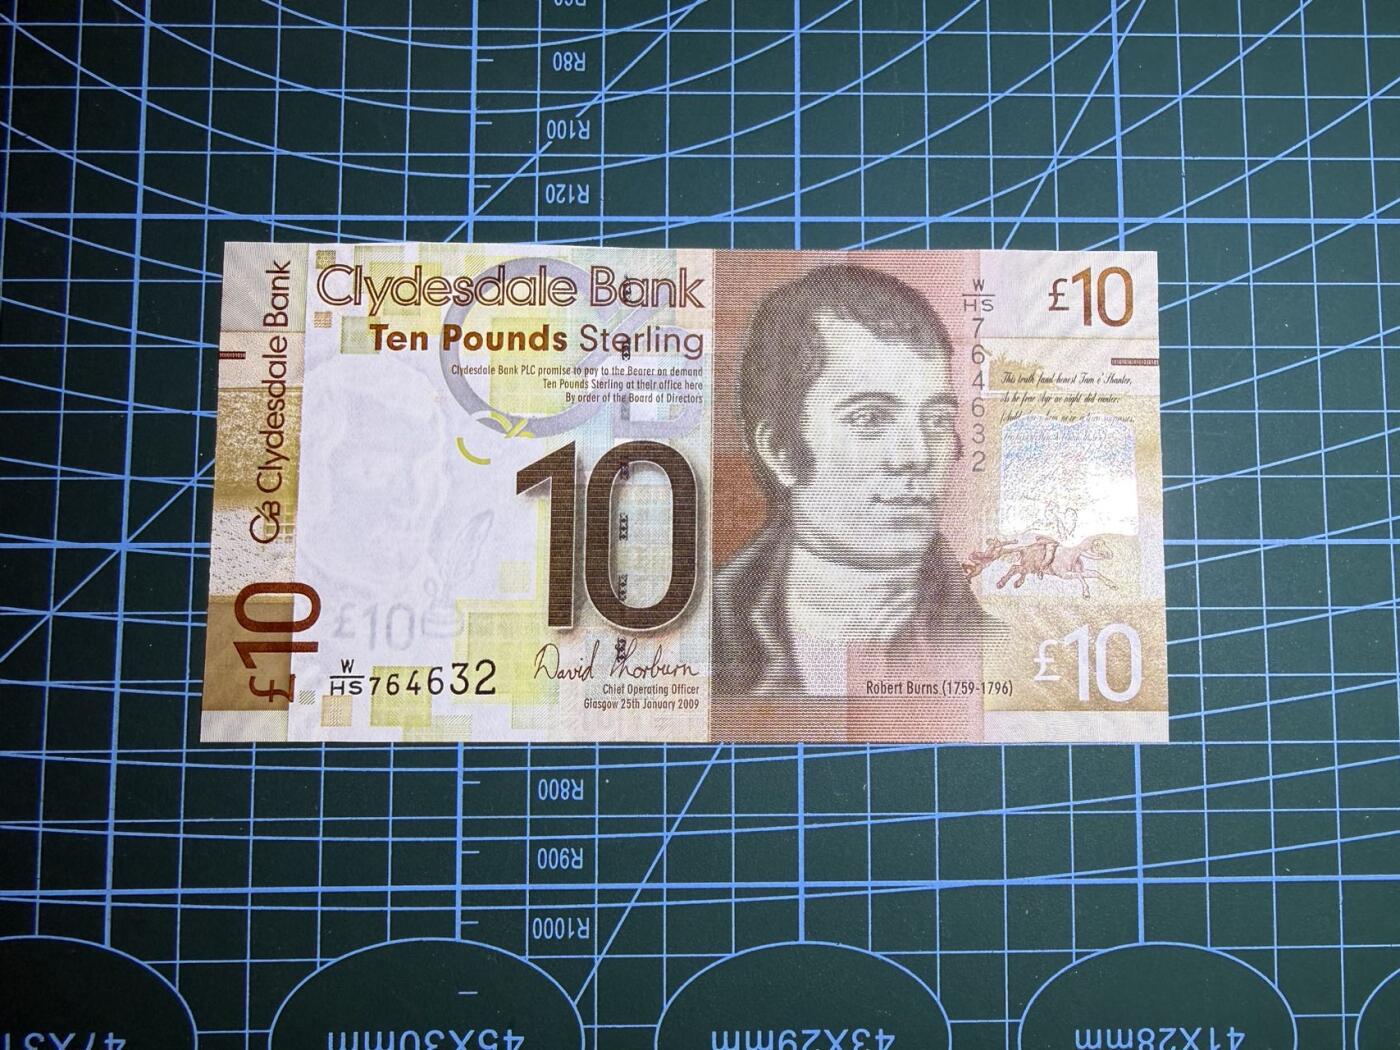 R80
R100
R120
Clydesdale Bank
£10
Clydesdale Bank
Ten Pounds Sterling
Clydesdale Bank PLC promise to pay to the Bearer on demand
Ten Pounds Sterling at their office here
By order of the Board of Directors
10
£10
W/HS 764632
David Thorburn
Chief Operating Officer
Glasgow 25th January 2009
W/HS
7
6
4
6
3
2
£10
This truth fand honest Tam o' Shanter,
As he frae Ayr ae night did canter:
Robert Burns (1759-1796)
£10
R800
R900
R1000
45X30mm
43X29mm
41X28mm